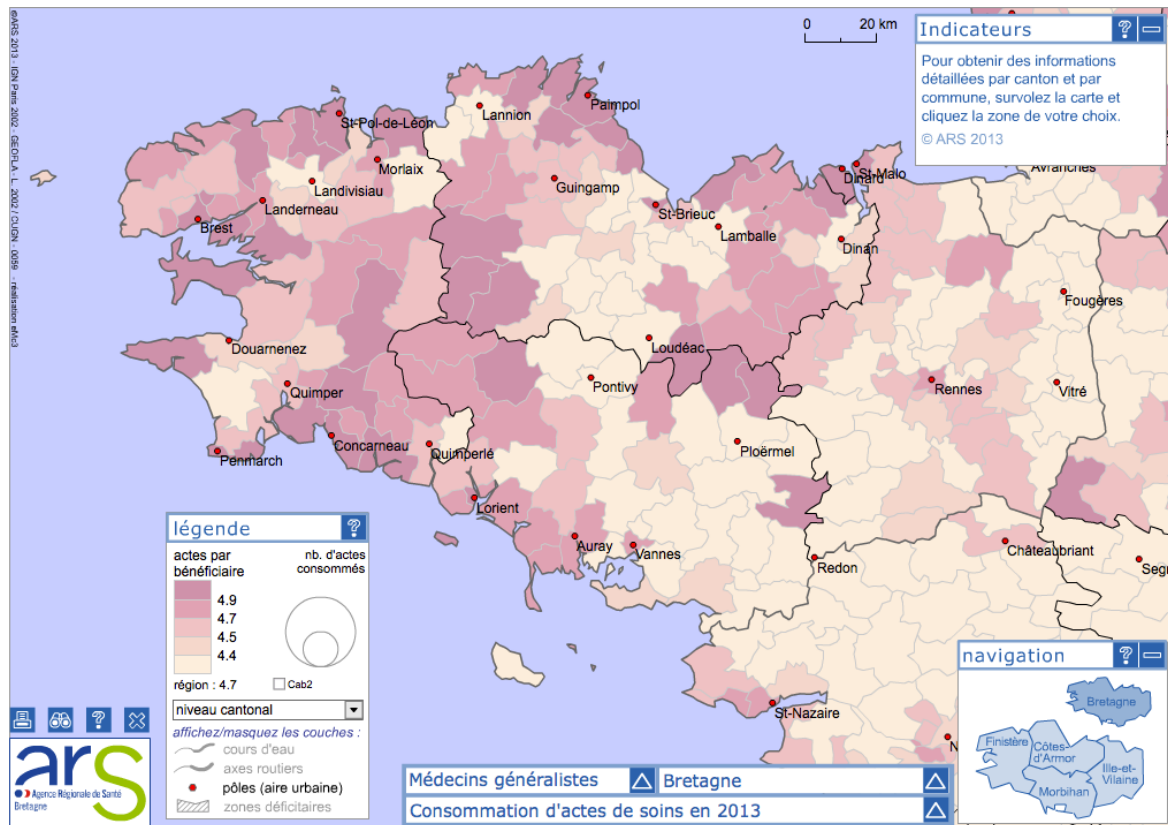 ©ARS 2013 - IGN Paris 2002 - GEOFLA-L. 2002 / CUGN - 0059 - réalisation eMc3
0 20 km
Indicateurs ?
Pour obtenir des informations
détaillées par canton et par
commune, survolez la carte et
cliquez la zone de votre choix.
© ARS 2013
Paimpol
Lannion
St-Pol-de-Léon
Morlaix
Landivisiau
Guingamp
St-Malo
Dinard
Avranches
Landerneau
Brest
St-Brieuc
Lamballe
Dinan
Fougères
Douarnenez
Loudéac
Quimper
Pontivy
Rennes
Vitré
Concarneau
Quimperlé
Ploërmel
Penmarch
Lorient
Auray
Vannes
Redon
Châteaubriant
Segr
St-Nazaire
N
légende ?
actes par
bénéficiaire
nb. d'actes
consommés
4.9
4.7
4.5
4.4
région : 4.7
Cab2
niveau cantonal
affichez/masquez les couches :
cours d'eau
axes routiers
pôles (aire urbaine)
zones déficitaires
?
ars
Agence Régionale de Santé
Bretagne
Médecins généralistes
Bretagne
Consommation d'actes de soins en 2013
navigation ?
Bretagne
Finistère
Côtes-
d'Armor
Ille-et-
Vilaine
Morbihan